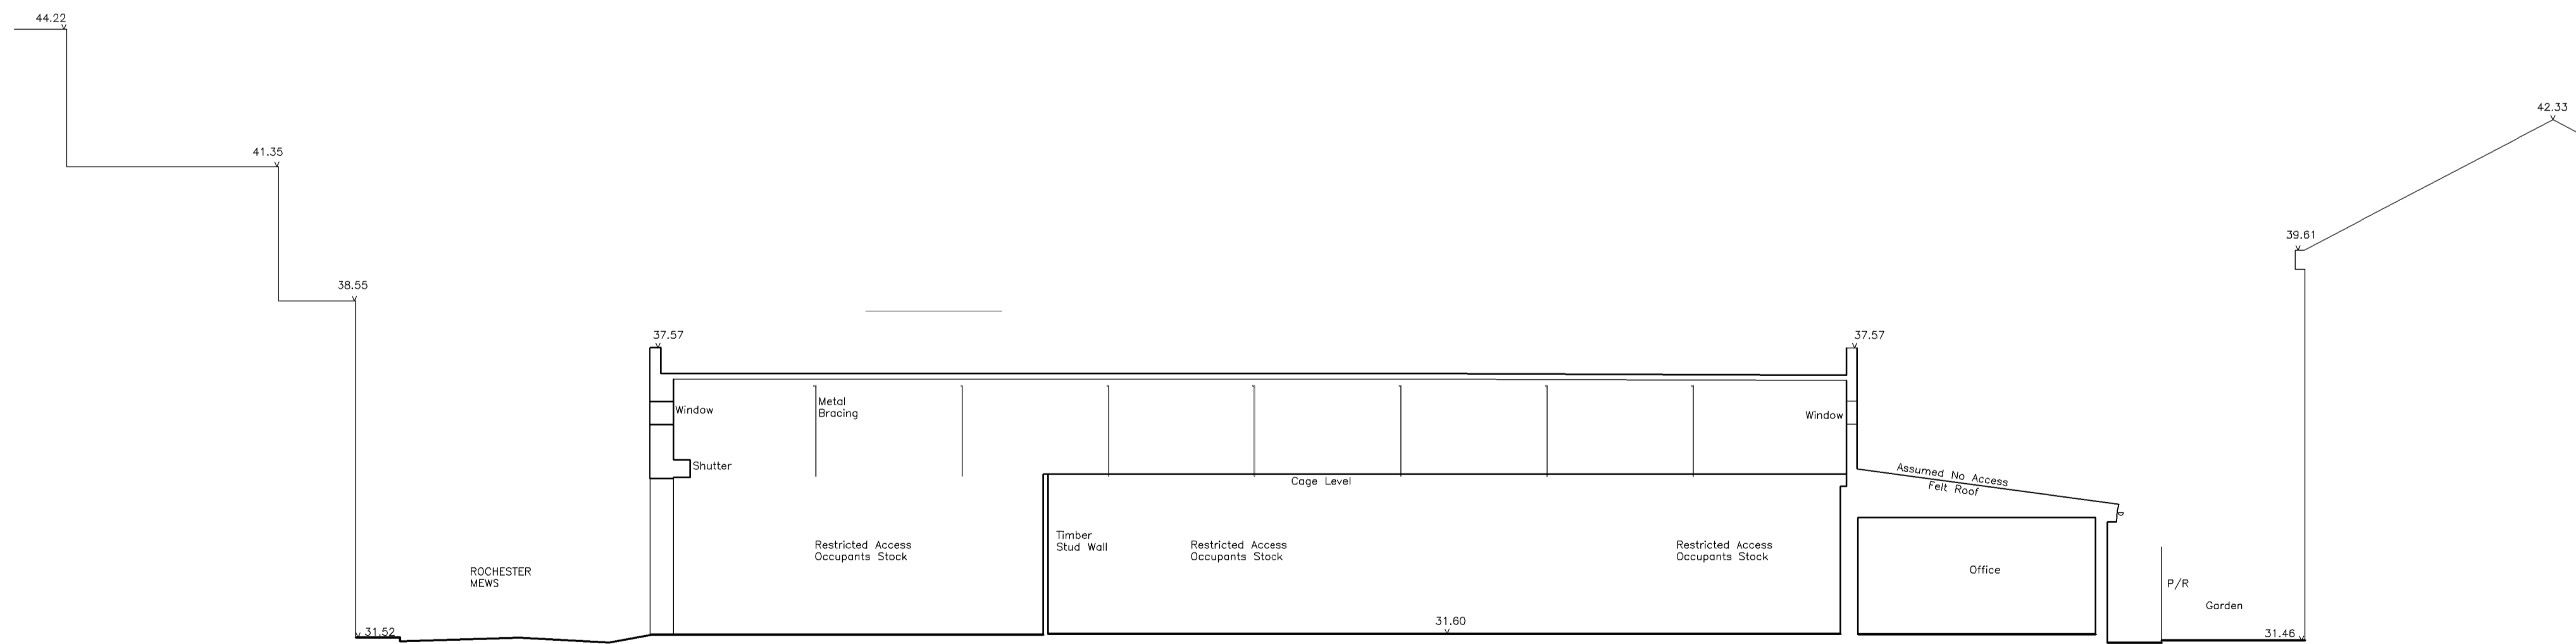 44.22
41.35
38.55
31.52
ROCHESTER
MEWS
37.57
Window
Shutter
Metal
Bracing
Restricted Access
Occupants Stock
Timber
Stud Wall
Restricted Access
Occupants Stock
Cage Level
31.60
Restricted Access
Occupants Stock
Window
37.57
Assumed No Access
Felt Roof
Office
P/R
Garden
31.46
39.61
42.33